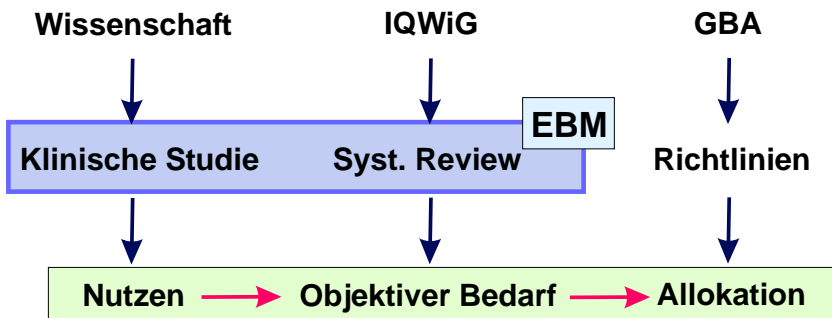 Wissenschaft IQWiG GBA
EBM
Klinische Studie Syst. Review Richtlinien
Nutzen Objektiver Bedarf Allokation